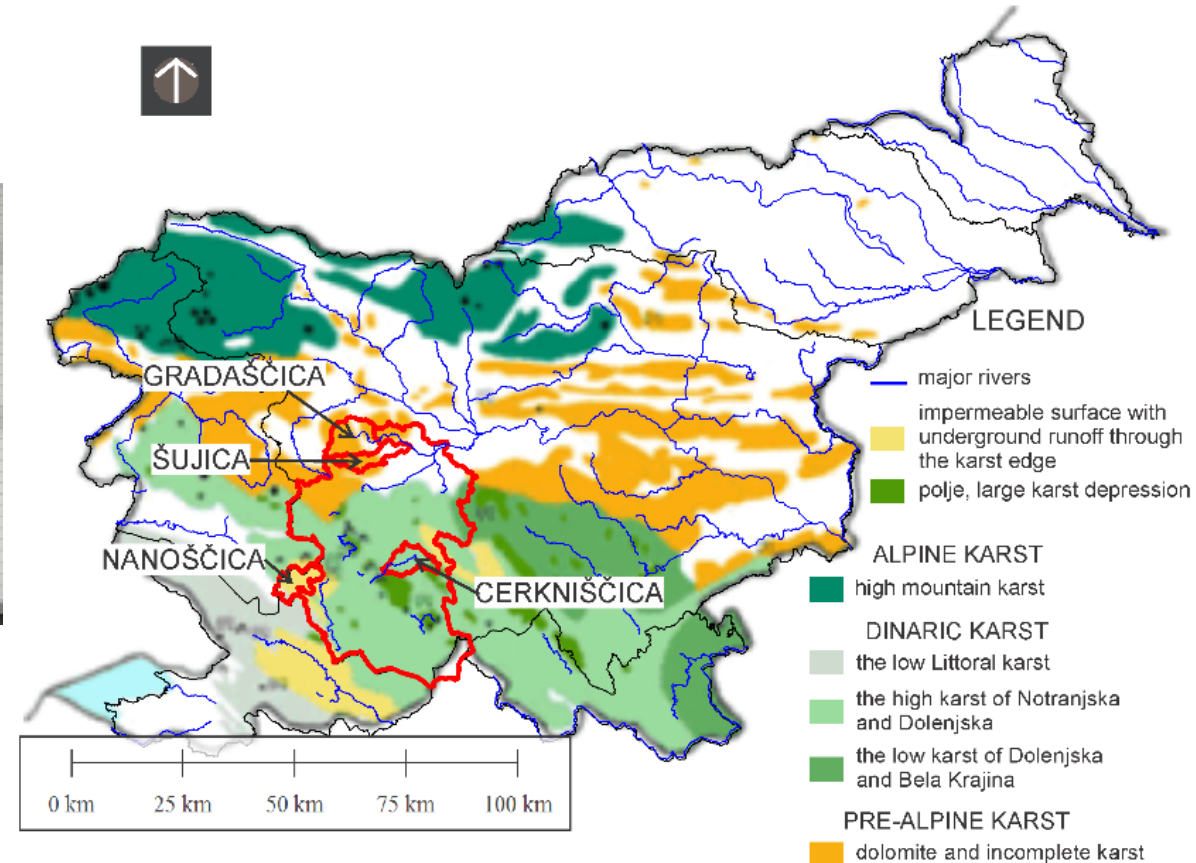 GRADAŠČICA
ŠUJICA
NANOŠČICA
CERKNIŠČICA
LEGEND
major rivers
impermeable surface with
underground runoff through
the karst edge
polje, large karst depression
ALPINE KARST
high mountain karst
DINARIC KARST
the low Littoral karst
the high karst of Notranjska
and Dolenjska
the low karst of Dolenjska
and Bela Krajina
PRE-ALPINE KARST
dolomite and incomplete karst
0 km 25 km 50 km 75 km 100 km